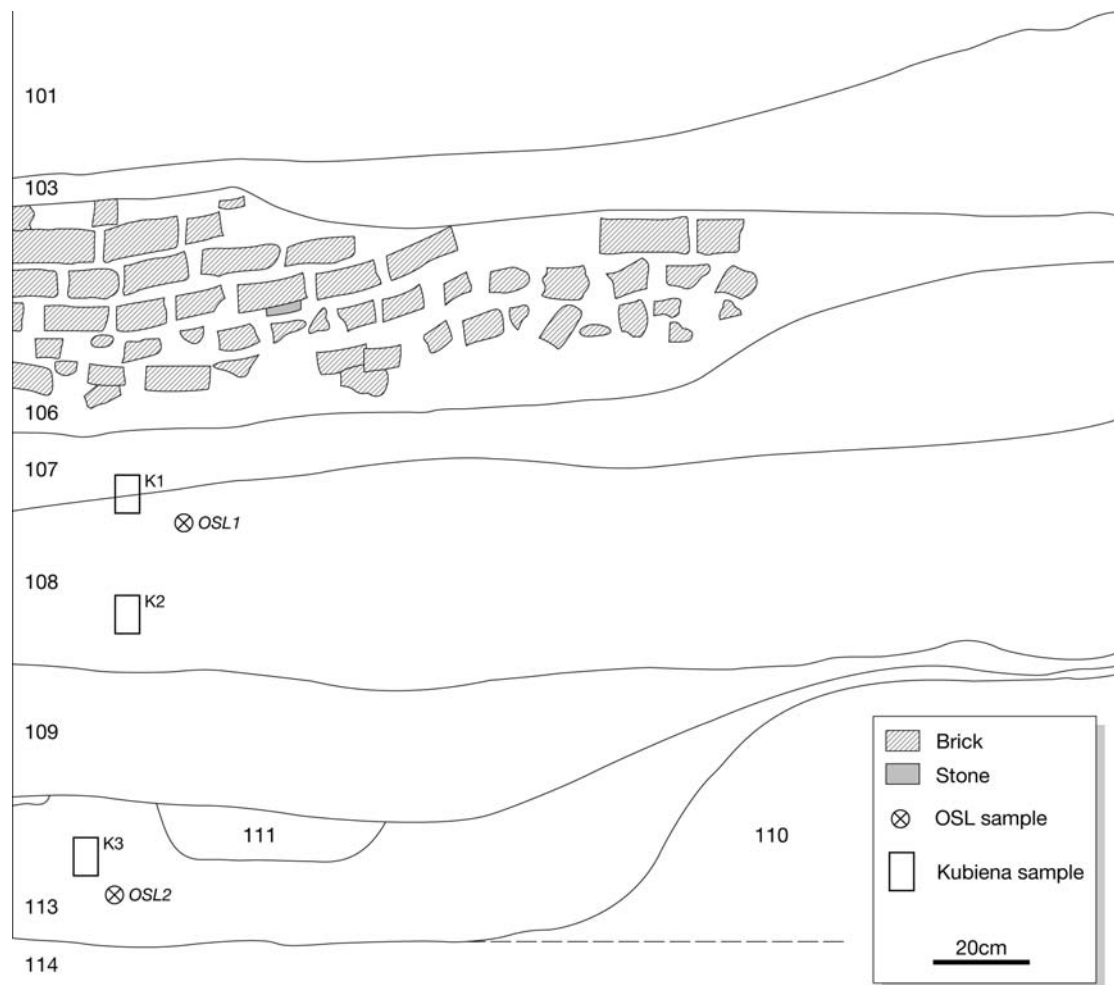 101
103
106
107
K1
OSL1
108
K2
109
111
110
K3
OSL2
113
114
Brick
Stone
OSL sample
Kubiena sample
20cm